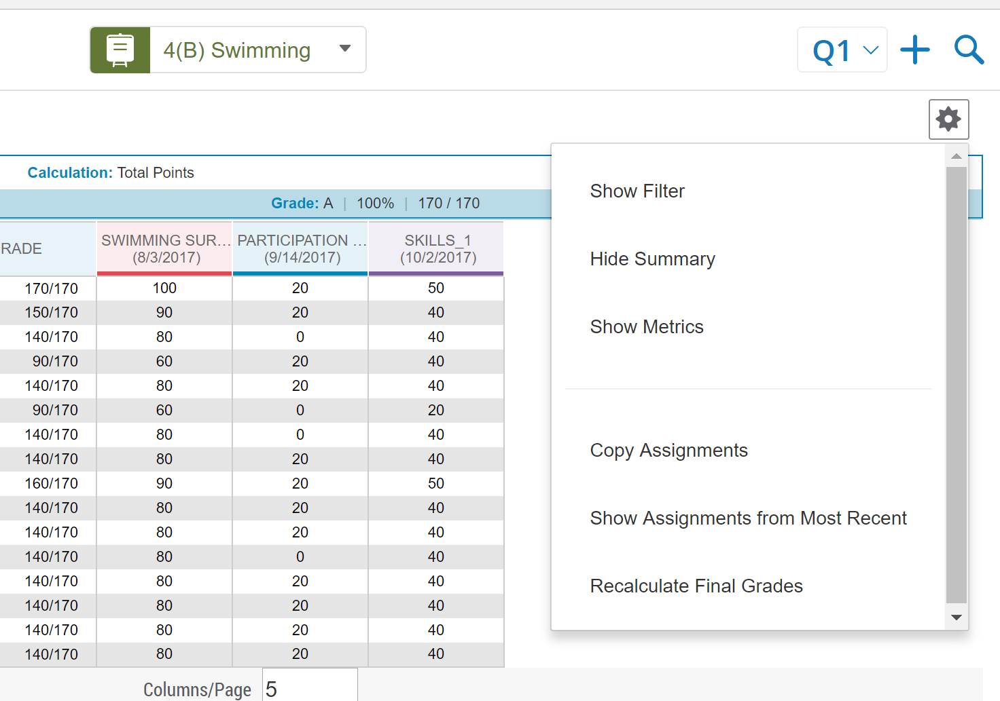 4(B) Swimming
Q1
Calculation: Total Points
Grade: A | 100% | 170 / 170
RADE SWIMMING SUR... PARTICIPATION ... SKILLS_1
(8/3/2017) (9/14/2017) (10/2/2017)
170/170 100 20 50
150/170 90 20 40
140/170 80 0 40
90/170 60 20 40
140/170 80 20 40
90/170 60 0 20
140/170 80 0 40
140/170 80 20 40
160/170 90 20 50
140/170 80 20 40
140/170 80 20 40
140/170 80 0 40
140/170 80 20 40
140/170 80 20 40
140/170 80 20 40
140/170 80 20 40
Columns/Page 5
Show Filter
Hide Summary
Show Metrics
Copy Assignments
Show Assignments from Most Recent
Recalculate Final Grades